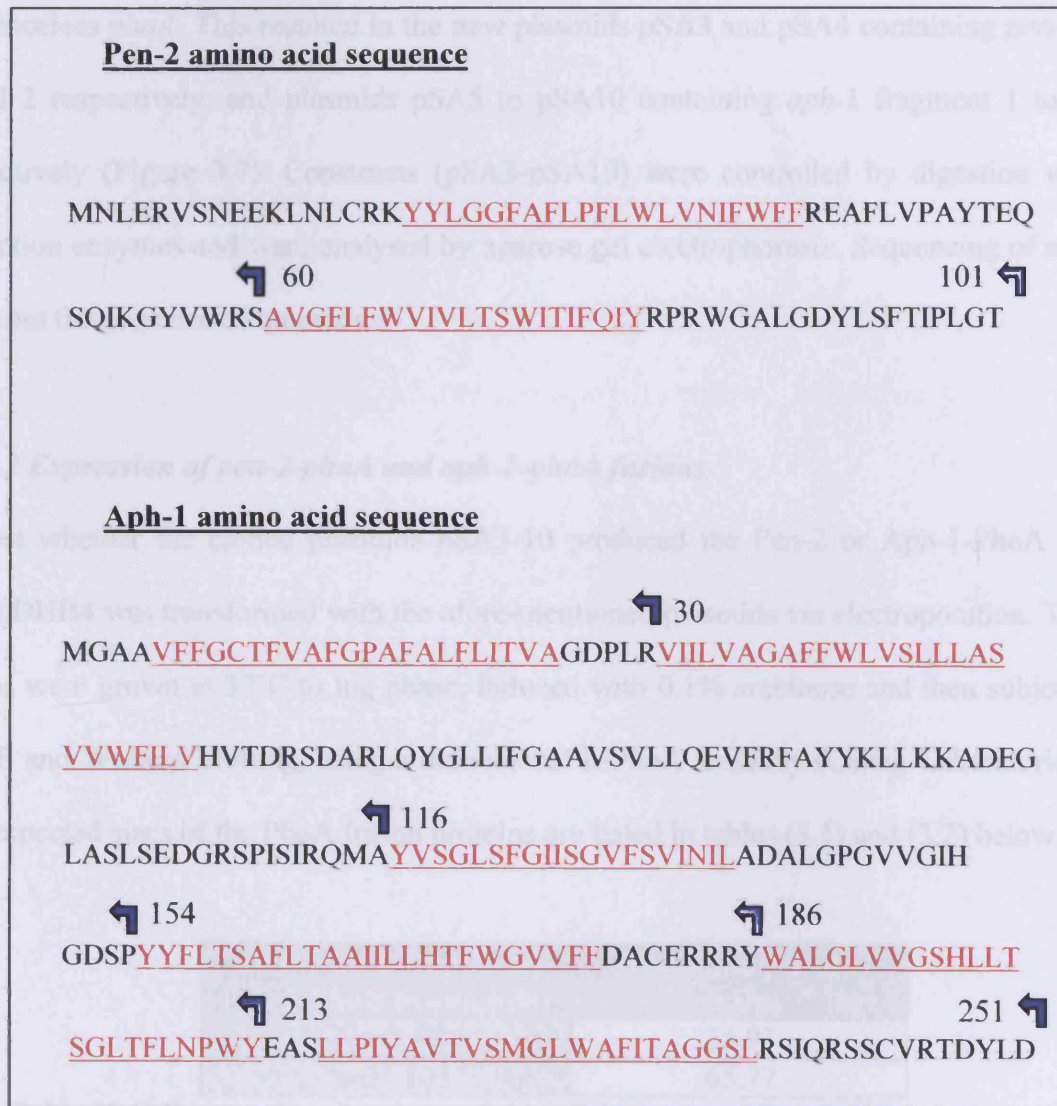 Pen-2 amino acid sequence
MNLERVSNEEKLNLCRKYYLGGFAFLPFLWLVNIFWFFREAFLVPAYTEQ
60 101
SQIKGYVWRSAVGFLFWVIVLTSWITIFQIYRPRWGALGDYLSFTIPLGT
Aph-1 amino acid sequence
30
MGAAVFFGCTFVAFGPAFALFLITVAGDPLRVIILVAGAFFWLVSLLLAS
VVWFILVHVTDRSDARLQYGLLIFGAAVSVLLQEVFRFAYYKLLKKADEG
116
LASLSEDGRSPISIRQMAYVSGLSFGIISGVFSVINILADALGPGVVGIH
154 186
GDSPYYFLTSAFLTAAIILLHTFWGVVFFDACERRRYWALGLVVGSHLLT
213 251
SGLTFLNPWYEASLLPIYAVTVSMGLWAFITAGGSLRSIQRSSCVRTDYLD